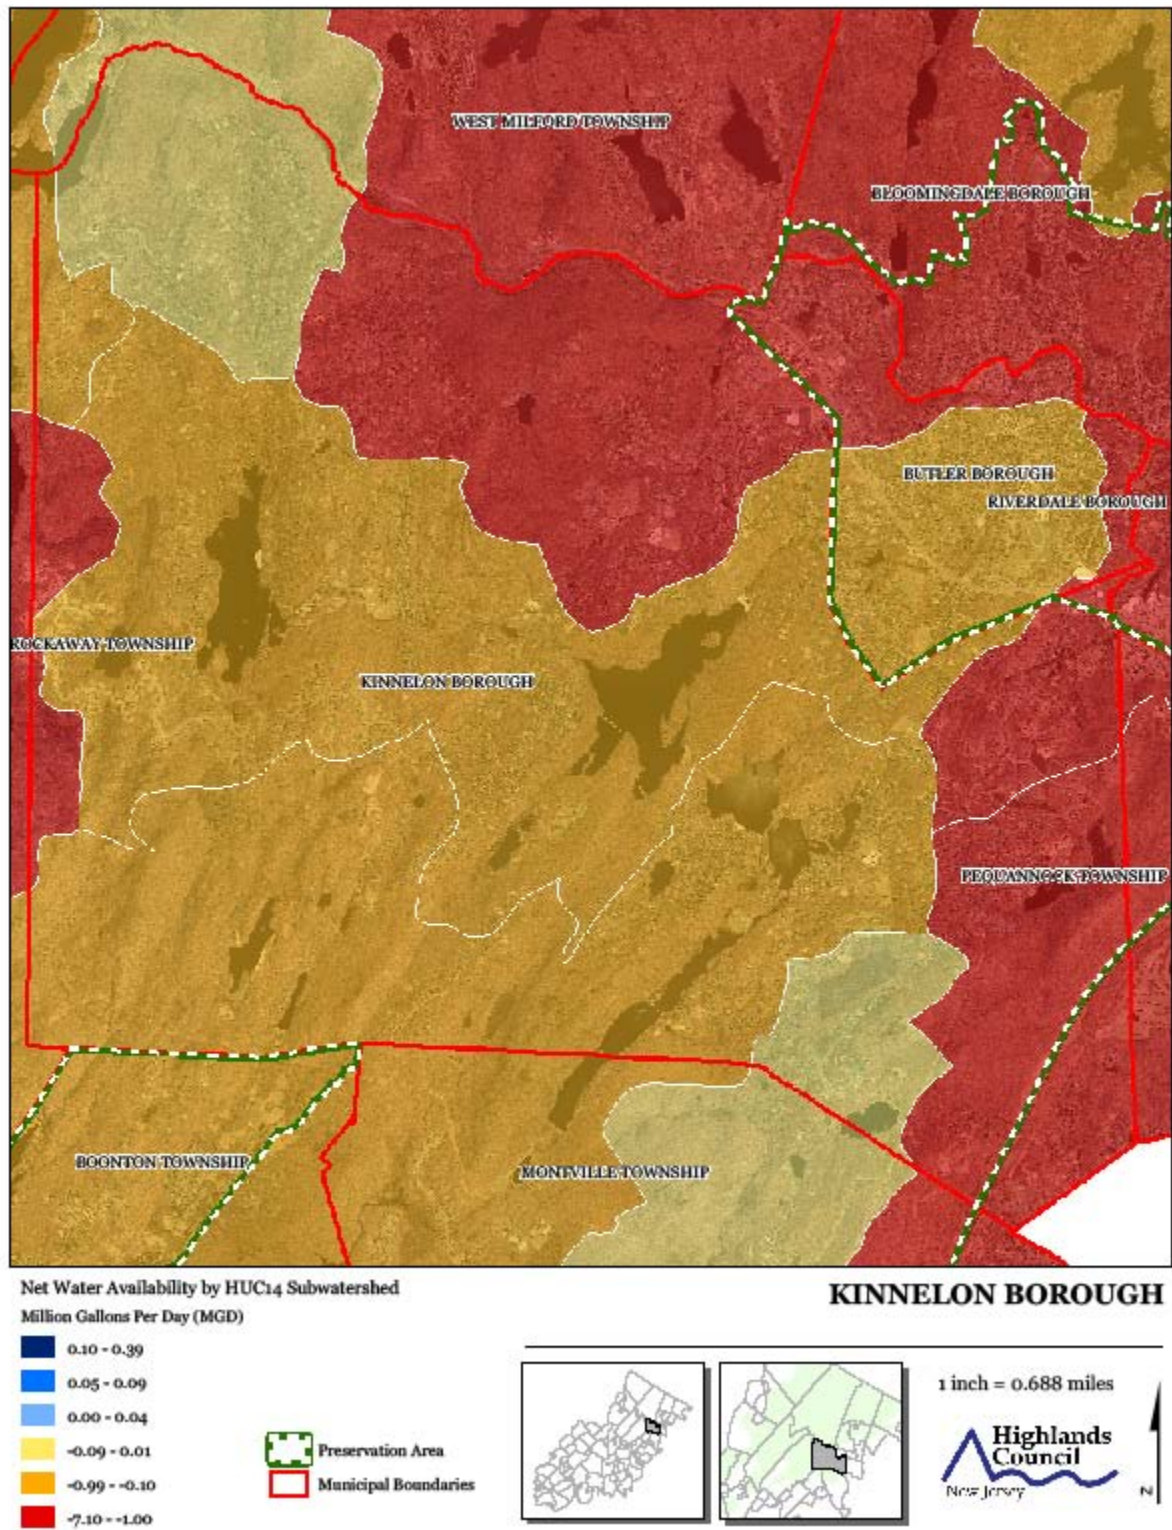 WEST MILFORD TOWNSHIP
BLOOMINGDALE BOROUGH
BUTLER BOROUGH
RIVERDALE BOROUGH
ROCKAWAY TOWNSHIP
KINNELON BOROUGH
PEQUANNOCK TOWNSHIP
BOONTON TOWNSHIP
MONTVILLE TOWNSHIP
Net Water Availability by HUC14 Subwatershed
Million Gallons Per Day (MGD)
0.10 - 0.39
0.05 - 0.09
0.00 - 0.04
-0.09 - 0.01
-0.99 - -0.10
-7.10 - -1.00
Preservation Area
Municipal Boundaries
KINNELON BOROUGH
1 inch = 0.688 miles
Highlands
Council
New Jersey
N